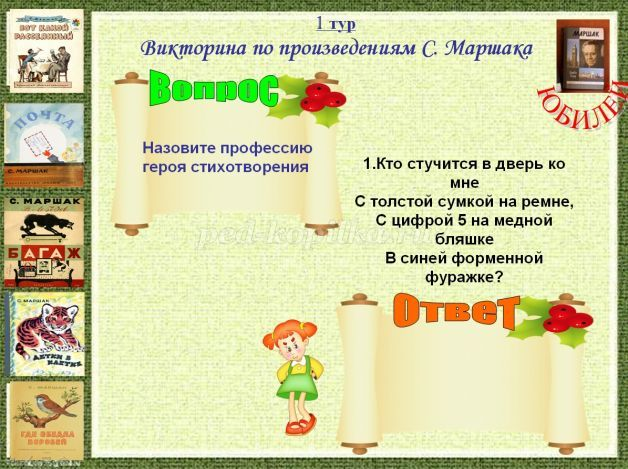 1 тур
Викторина по произведениям С. Маршака
Вопрос
Назовите профессию
героя стихотворения
1.Кто стучится в дверь ко
мне
С толстой сумкой на ремне,
С цифрой 5 на медной
бляшке
В синей форменной
фуражке?
Ответ
МАРШАК
ЮБИЛЕЙ
ВОТ КАКОЙ
РАССЕЯННЫЙ
ПОЧТА
С. МАРШАК
С. МАРШАК
БАГАЖ
С. МАРШАК
ДЕТКИ В
КЛЕТКЕ
С. МАРШАК
ГДЕ ОБЕДАЛ
ВОРОБЕЙ
ped-kopilka.ru